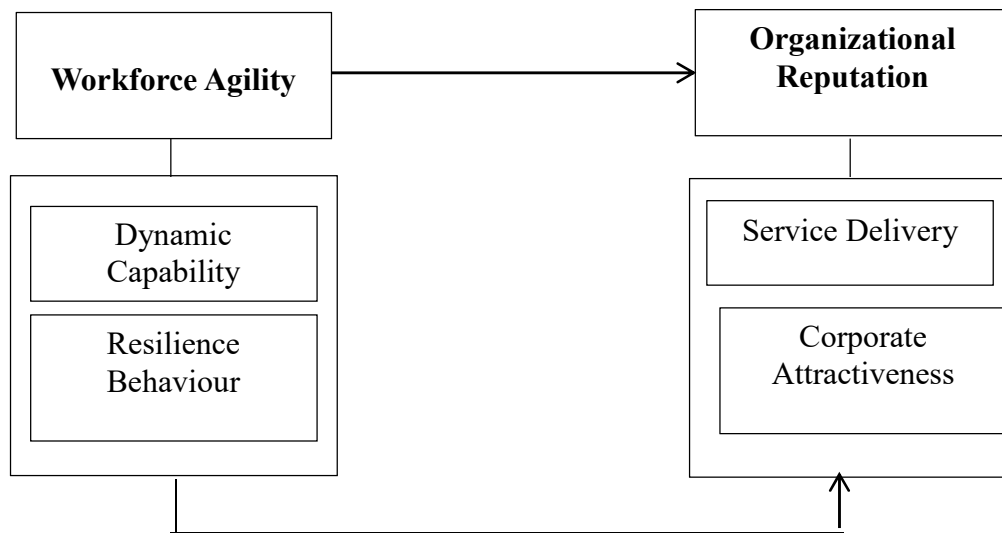 Workforce Agility
Organizational
Reputation
Dynamic
Capability
Resilience
Behaviour
Service Delivery
Corporate
Attractiveness